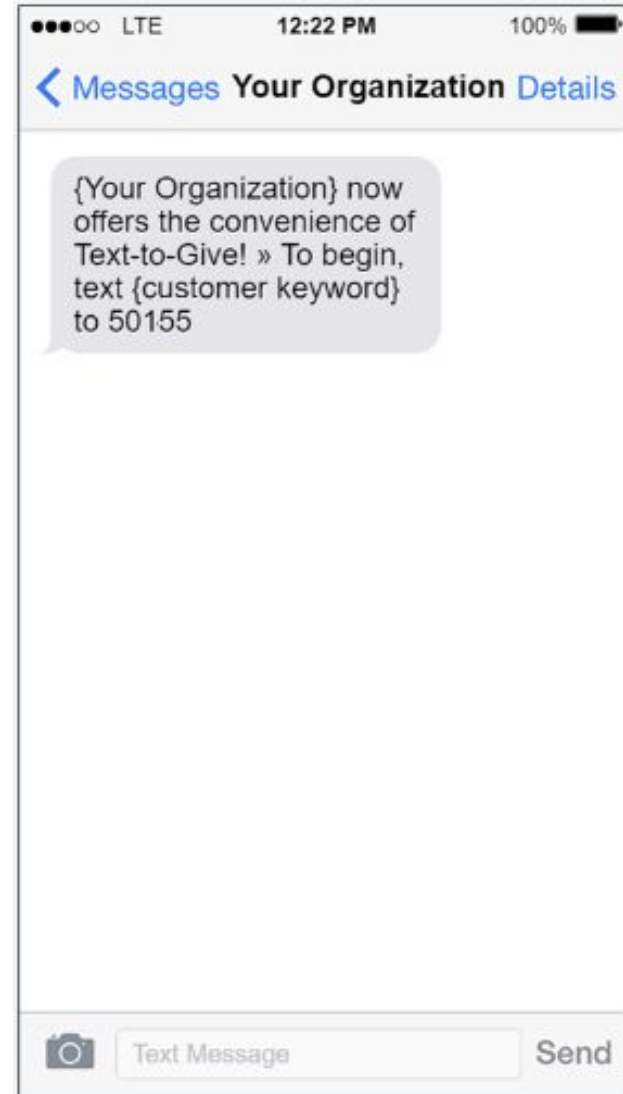 LTE 12:22 PM 100%
Messages Your Organization Details
{Your Organization} now
offers the convenience of
Text-to-Give! » To begin,
text {customer keyword}
to 50155
Text Message Send